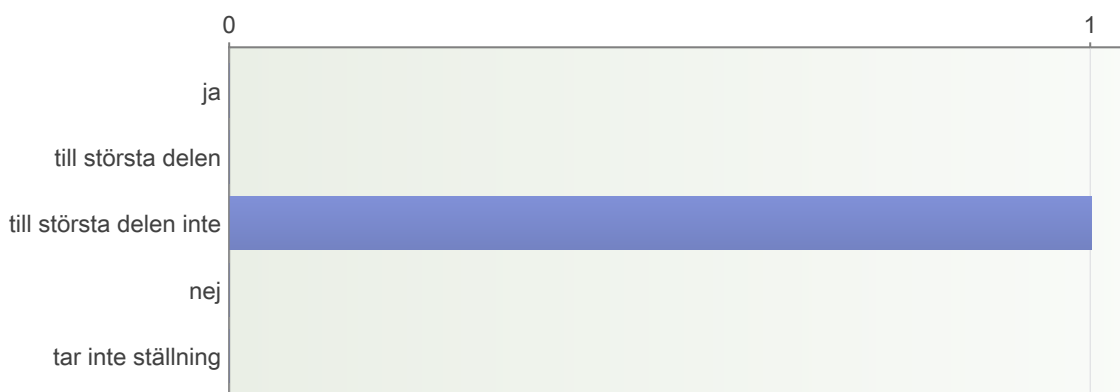 0 1
ja
till största delen
till största delen inte
nej
tar inte ställning